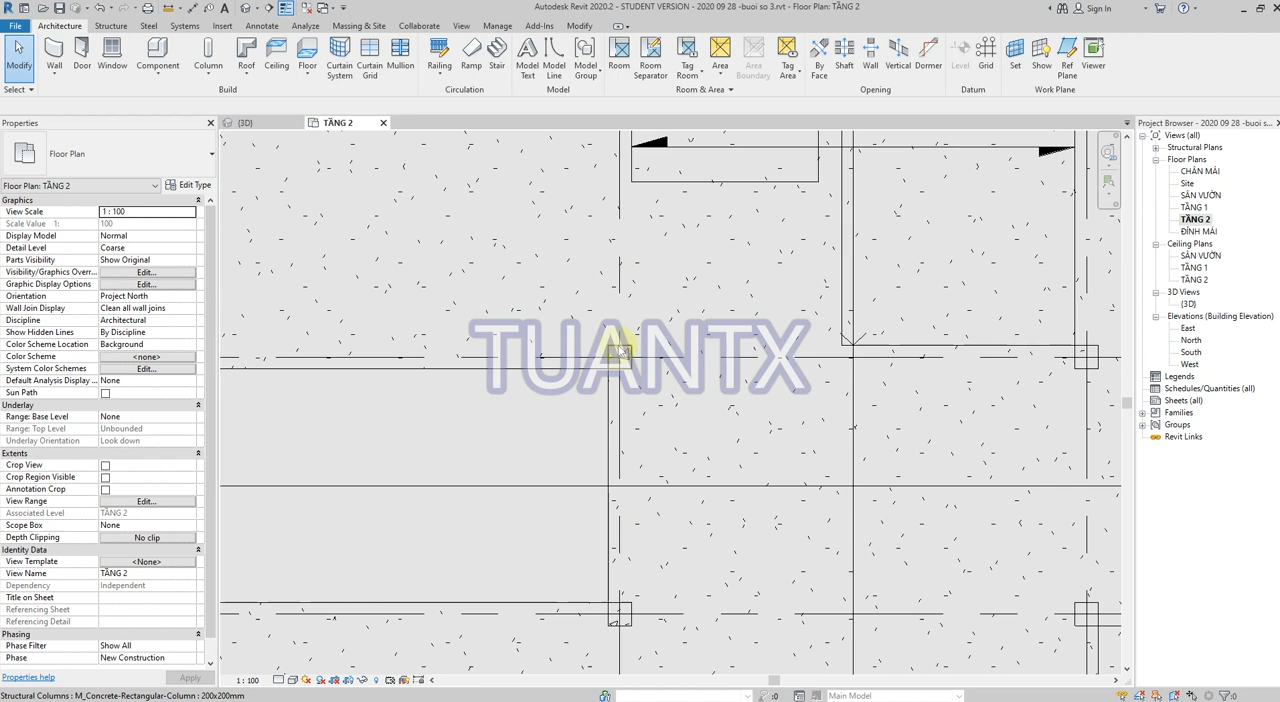 Autodesk Revit 2020.2 - STUDENT VERSION - 2020 09 28 -buoi so 3.rvt - Floor Plan: TẦNG 2
Sign In
File Architecture Structure Steel Systems Insert Annotate Analyze Massing & Site Collaborate View Manage Add-Ins Modify
Modify Wall Door Window Component Column Roof Ceiling Floor Curtain System Curtain Grid Mullion Railing Ramp Stair Model Text Model Line Model Group Room Room Separator Tag Room Area Area Boundary Tag Area By Face Shaft Wall Vertical Dormer Level Grid Set Show Ref Plane Viewer
Select Build Circulation Model Room & Area Opening Datum Work Plane
Properties
Floor Plan
Floor Plan: TẦNG 2 Edit Type
Graphics
View Scale 1 : 100
Scale Value 1: 100
Display Model Normal
Detail Level Coarse
Parts Visibility Show Original
Visibility/Graphics Overr... Edit...
Graphic Display Options Edit...
Orientation Project North
Wall Join Display Clean all wall joins
Discipline Architectural
Show Hidden Lines By Discipline
Color Scheme Location Background
Color Scheme <none>
System Color Schemes Edit...
Default Analysis Display ... None
Sun Path
Underlay
Range: Base Level None
Range: Top Level Unbounded
Underlay Orientation Look down
Extents
Crop View
Crop Region Visible
Annotation Crop
View Range Edit...
Associated Level TẦNG 2
Scope Box None
Depth Clipping No clip
Identity Data
View Template <None>
View Name TẦNG 2
Dependency Independent
Title on Sheet
Referencing Sheet
Referencing Detail
Phasing
Phase Filter Show All
Phase New Construction
Properties help Apply
{3D} TẦNG 2
TUANTX
Project Browser - 2020 09 28 -buoi s...
Views (all)
Structural Plans
Floor Plans
CHÂN MÁI
Site
SÂN VƯỜN
TẦNG 1
TẦNG 2
ĐỈNH MÁI
Ceiling Plans
SÂN VƯỜN
TẦNG 1
TẦNG 2
3D Views
{3D}
Elevations (Building Elevation)
East
North
South
West
Legends
Schedules/Quantities (all)
Sheets (all)
Families
Groups
Revit Links
1 : 100
Structural Columns : M_Concrete-Rectangular-Column : 200x200mm
:0 Main Model :0